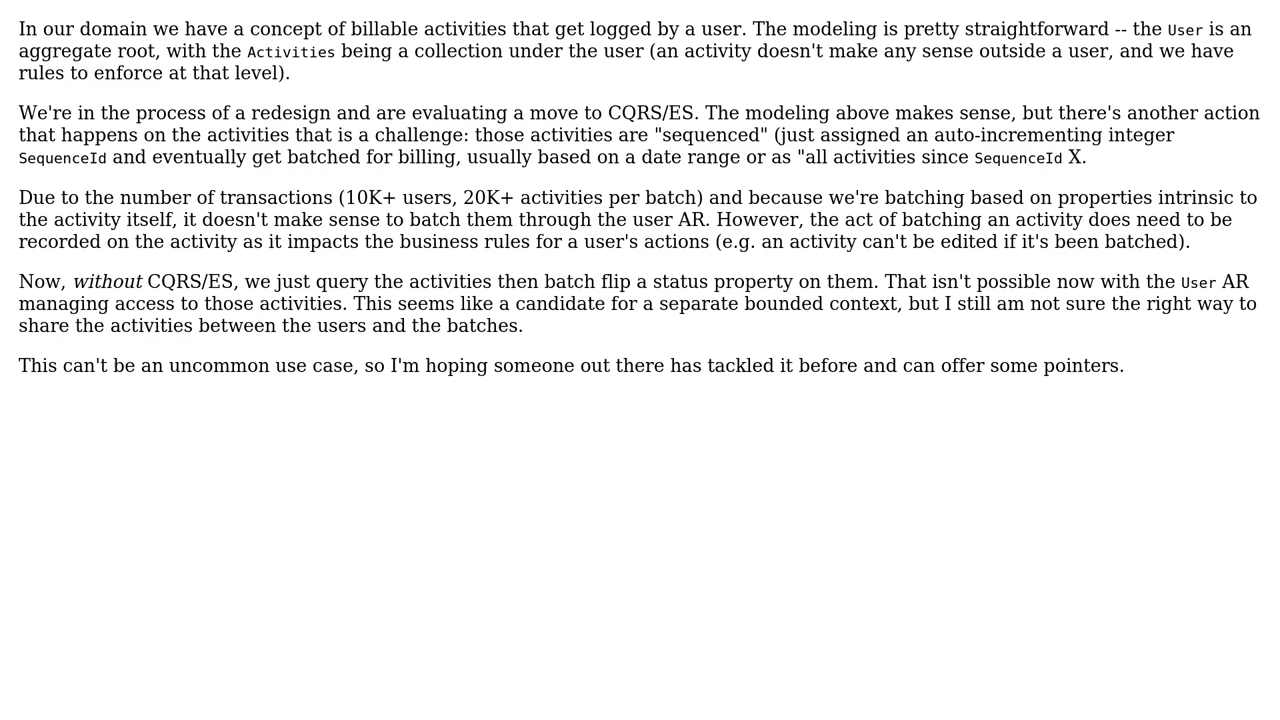 In our domain we have a concept of billable activities that get logged by a user. The modeling is pretty straightforward -- the User is an
aggregate root, with the Activities being a collection under the user (an activity doesn't make any sense outside a user, and we have
rules to enforce at that level).
We're in the process of a redesign and are evaluating a move to CQRS/ES. The modeling above makes sense, but there's another action
that happens on the activities that is a challenge: those activities are "sequenced" (just assigned an auto-incrementing integer
SequenceId and eventually get batched for billing, usually based on a date range or as "all activities since SequenceId X.
Due to the number of transactions (10K+ users, 20K+ activities per batch) and because we're batching based on properties intrinsic to
the activity itself, it doesn't make sense to batch them through the user AR. However, the act of batching an activity does need to be
recorded on the activity as it impacts the business rules for a user's actions (e.g. an activity can't be edited if it's been batched).
Now, without CQRS/ES, we just query the activities then batch flip a status property on them. That isn't possible now with the User AR
managing access to those activities. This seems like a candidate for a separate bounded context, but I still am not sure the right way to
share the activities between the users and the batches.
This can't be an uncommon use case, so I'm hoping someone out there has tackled it before and can offer some pointers.